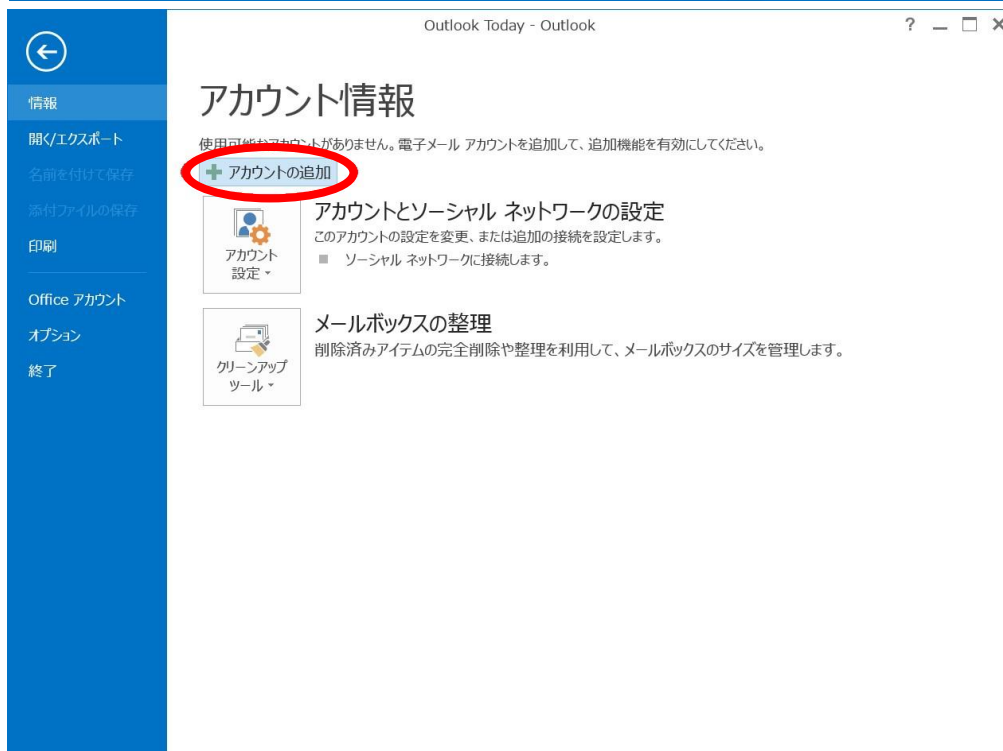 Outlook Today - Outlook
?
情報
開く/エクスポート
名前を付けて保存
添付ファイルの保存
印刷
Office アカウント
オプション
終了
アカウント情報
使用可能なアカウントがありません。電子メール アカウントを追加して、追加機能を有効にしてください。
アカウントの追加
アカウント
設定
アカウントとソーシャル ネットワークの設定
このアカウントの設定を変更、または追加の接続を設定します。
ソーシャル ネットワークに接続します。
クリーンアップ
ツール
メールボックスの整理
削除済みアイテムの完全削除や整理を利用して、メールボックスのサイズを管理します。